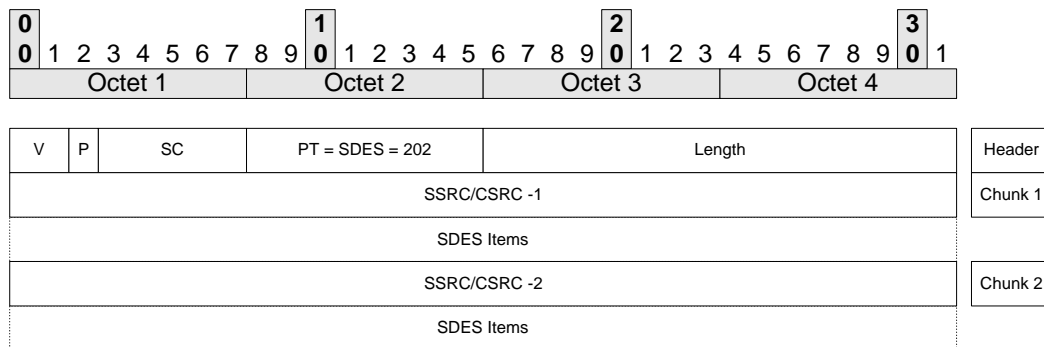 0 1 2 3
0 1 2 3 4 5 6 7 8 9 0 1 2 3 4 5 6 7 8 9 0 1 2 3 4 5 6 7 8 9 0 1
Octet 1 Octet 2 Octet 3 Octet 4
V P SC PT = SDES = 202 Length Header
SSRC/CSRC -1 Chunk 1
SDES Items
SSRC/CSRC -2 Chunk 2
SDES Items